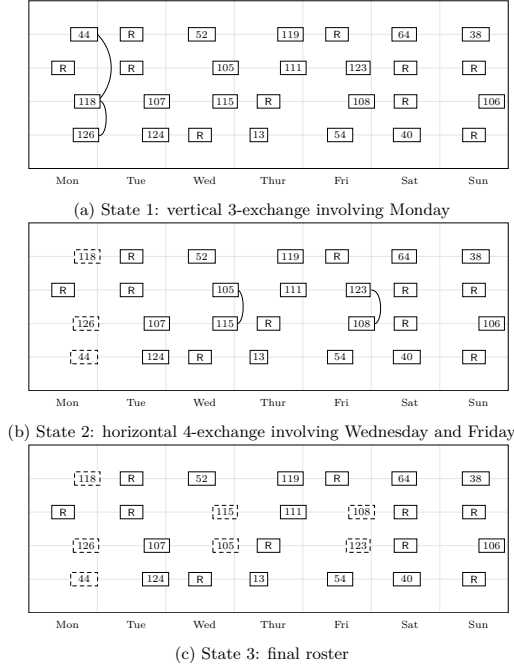 44 R 52 119 R 64 38
R R 105 111 123 R R
118 107 115 R 108 R 106
126 124 R 13 54 40 R
Mon Tue Wed Thur Fri Sat Sun
(a) State 1: vertical 3-exchange involving Monday
118 R 52 119 R 64 38
R R 105 111 123 R R
126 107 115 R 108 R 106
44 124 R 13 54 40 R
Mon Tue Wed Thur Fri Sat Sun
(b) State 2: horizontal 4-exchange involving Wednesday and Friday
118 R 52 119 R 64 38
R R 115 111 108 R R
126 107 105 R 123 R 106
44 124 R 13 54 40 R
Mon Tue Wed Thur Fri Sat Sun
(c) State 3: final roster